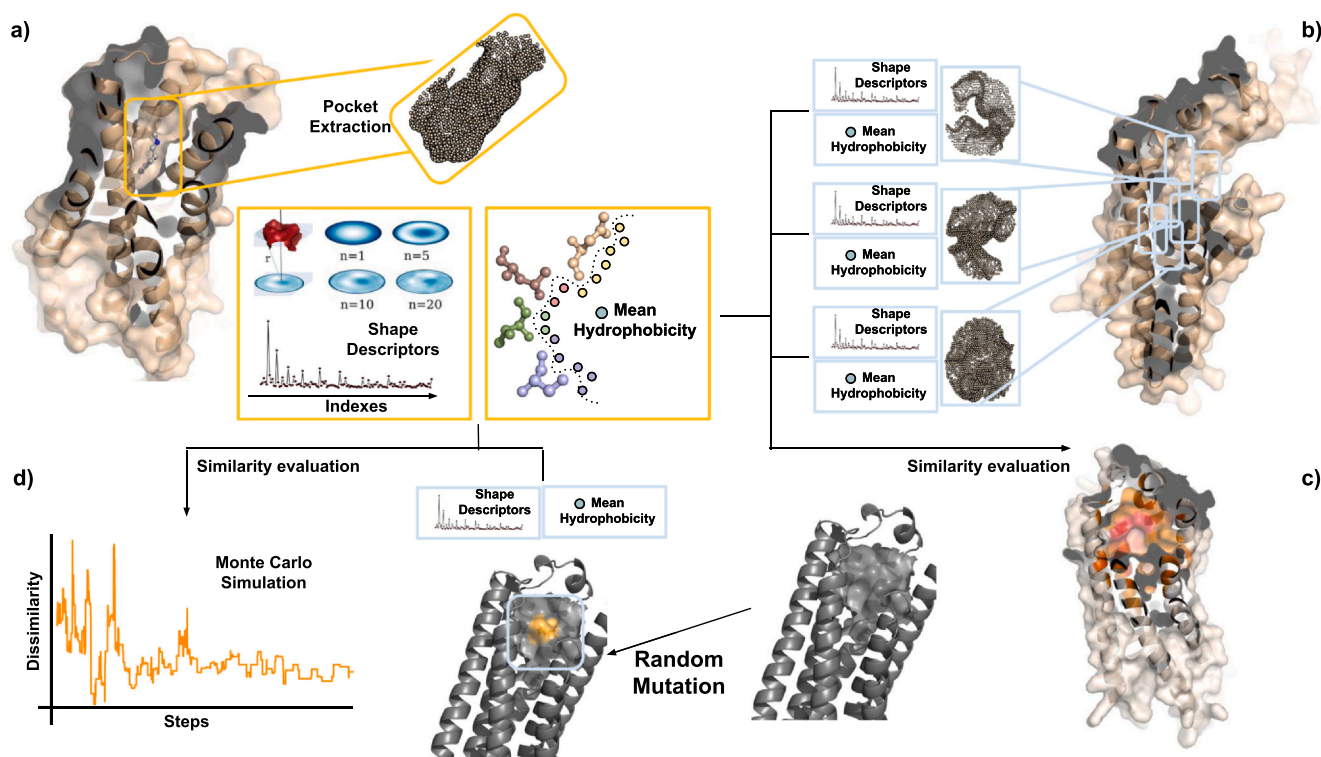 a)
Pocket
Extraction
r
n=1
n=5
n=10
n=20
Shape
Descriptors
Indexes
Mean
Hydrophobicity
b)
Shape
Descriptors
Mean
Hydrophobicity
Shape
Descriptors
Mean
Hydrophobicity
Shape
Descriptors
Mean
Hydrophobicity
Similarity evaluation
Similarity evaluation
c)
d)
Shape
Descriptors
Mean
Hydrophobicity
Monte Carlo
Simulation
Dissimilarity
Steps
Random
Mutation